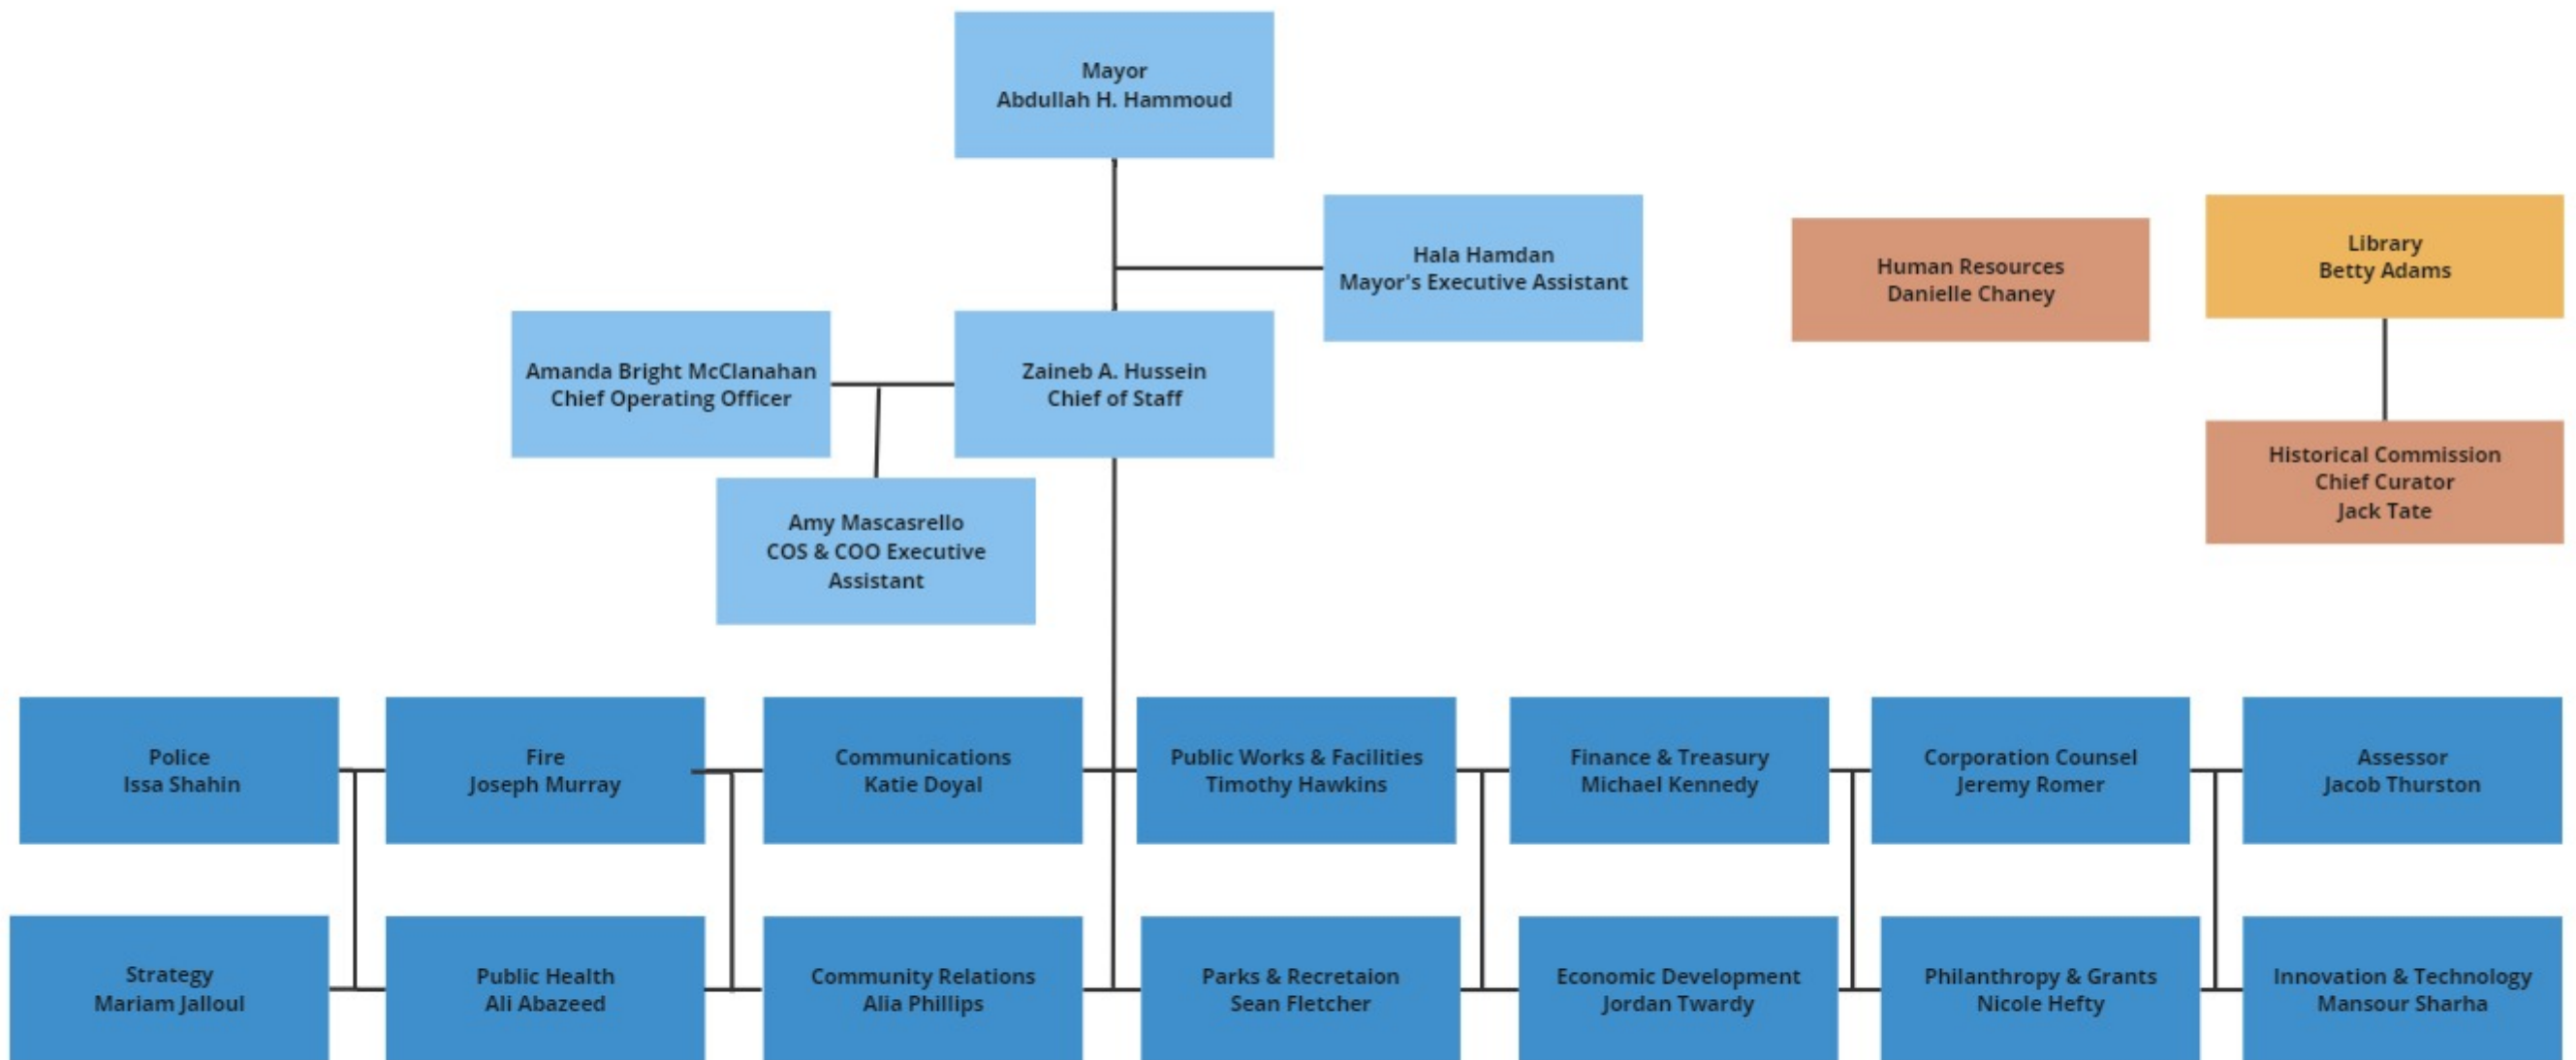 Mayor
Abdullah H. Hammoud
Hala Hamdan
Mayor's Executive Assistant
Human Resources
Danielle Chaney
Library
Betty Adams
Amanda Bright McClanahan
Chief Operating Officer
Zaineb A. Hussein
Chief of Staff
Historical Commission
Chief Curator
Jack Tate
Amy Mascasrello
COS & COO Executive
Assistant
Police
Issa Shahin
Fire
Joseph Murray
Communications
Katie Doyal
Public Works & Facilities
Timothy Hawkins
Finance & Treasury
Michael Kennedy
Corporation Counsel
Jeremy Romer
Assessor
Jacob Thurston
Strategy
Mariam Jalloul
Public Health
Ali Abazeed
Community Relations
Alia Phillips
Parks & Recretaion
Sean Fletcher
Economic Development
Jordan Twardy
Philanthropy & Grants
Nicole Hefty
Innovation & Technology
Mansour Sharha